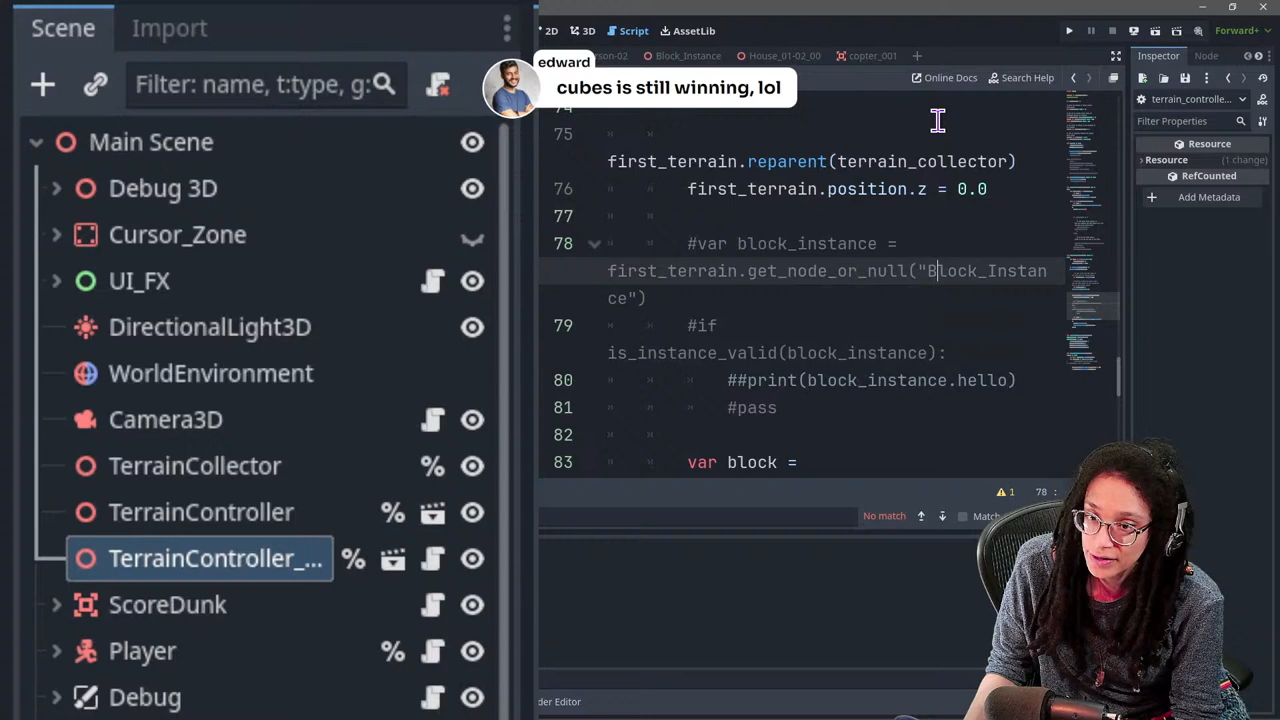 Scene
Import
Filter: name, t:type, g:
Main Scene
Debug_3D
Cursor_Zone
UI_FX
DirectionalLight3D
WorldEnvironment
Camera3D
TerrainCollector
TerrainController
TerrainController_...
ScoreDunk
Player
Debug
2D
3D
Script
AssetLib
Forward+
Block_Instance
House_01-02_00
copter_001
Online Docs
Search Help
edward
cubes is still winning, lol
75
first_terrain.reparent(terrain_collector)
76 first_terrain.position.z = 0.0
77
78 #var block_instance =
first_terrain.get_node_or_null("Block_Instan
ce")
79 #if
is_instance_valid(block_instance):
80 ##print(block_instance.hello)
81 #pass
82
83 var block =
1
78 :
No match
Match
der Editor
Inspector
Node
terrain_controlle...
Filter Properties
Resource
Resource (1 change)
RefCounted
Add Metadata